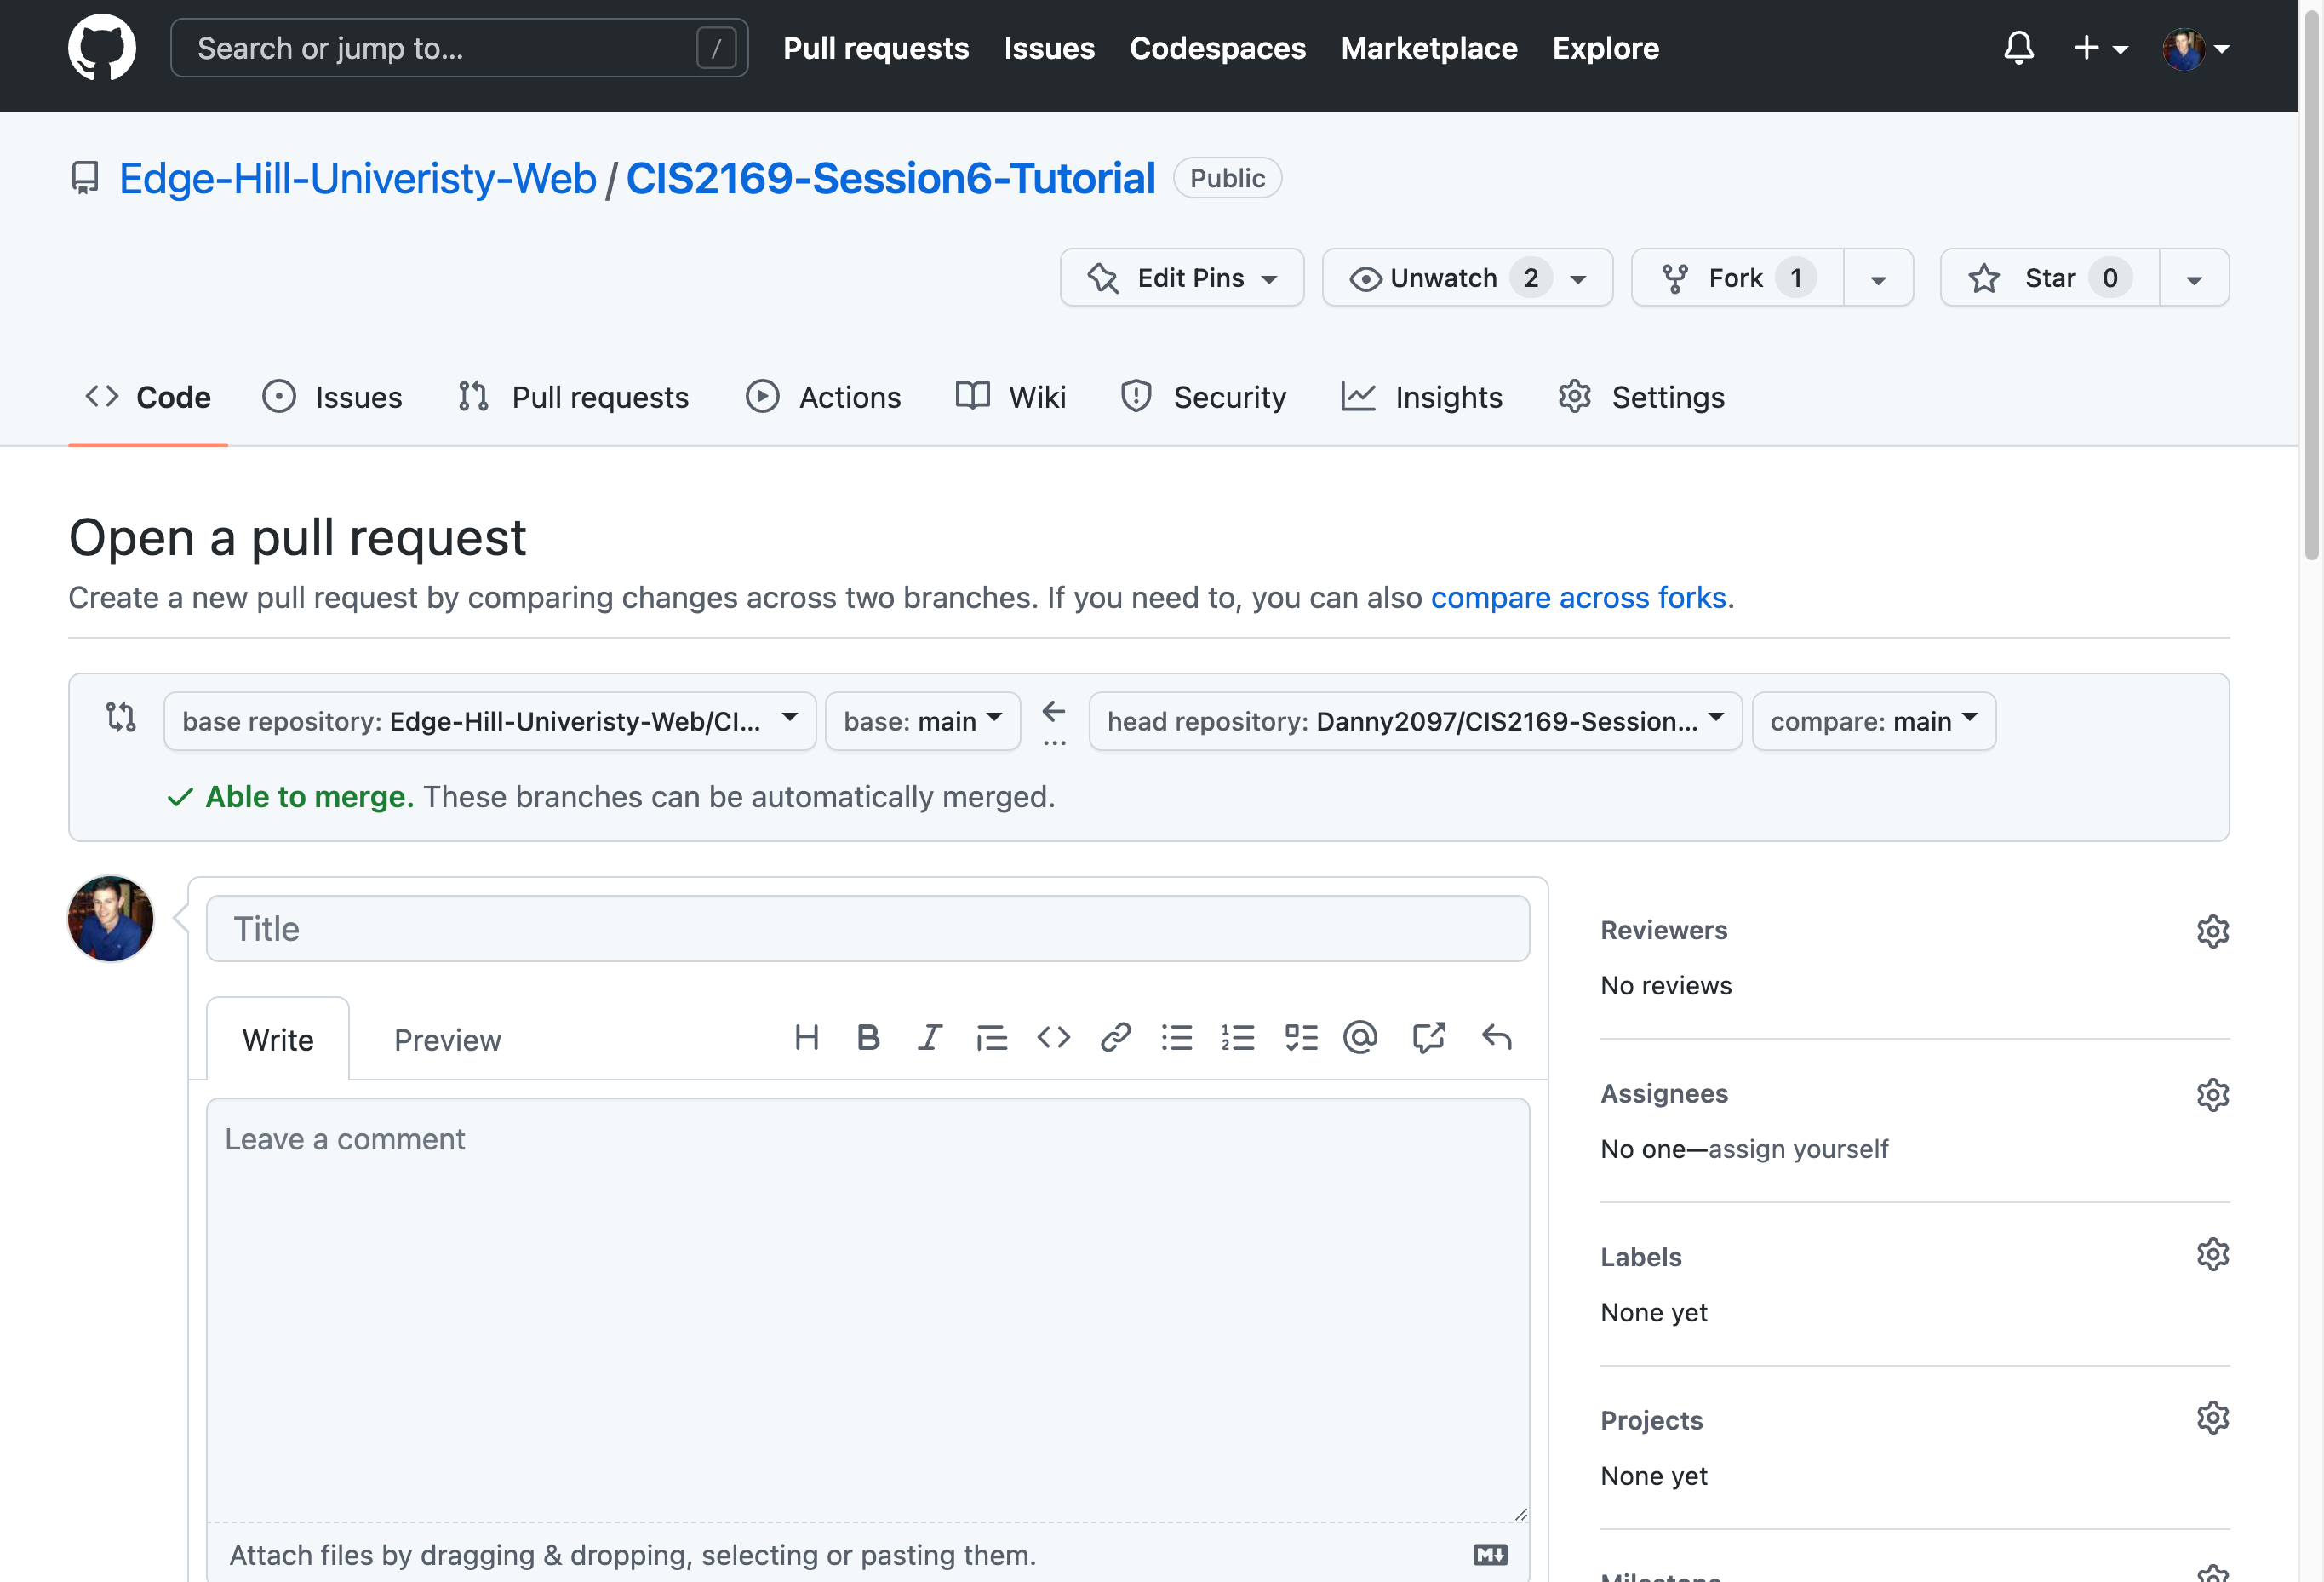 Search or jump to... / Pull requests Issues Codespaces Marketplace Explore
Edge-Hill-Univeristy-Web / CIS2169-Session6-Tutorial Public
Edit Pins Unwatch 2 Fork 1 Star 0
Code Issues Pull requests Actions Wiki Security Insights Settings
Open a pull request
Create a new pull request by comparing changes across two branches. If you need to, you can also compare across forks.
base repository: Edge-Hill-Univeristy-Web/CI... base: main ... head repository: Danny2097/CIS2169-Session... compare: main
Able to merge. These branches can be automatically merged.
Title
Write Preview
Leave a comment
Attach files by dragging & dropping, selecting or pasting them.
Reviewers
No reviews
Assignees
No one—assign yourself
Labels
None yet
Projects
None yet
Milestone